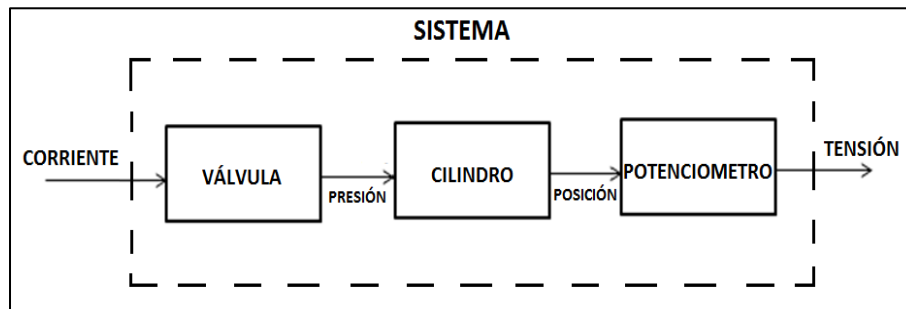 SISTEMA
CORRIENTE
VÁLVULA
PRESIÓN
CILINDRO
POSICIÓN
POTENCIOMETRO
TENSIÓN